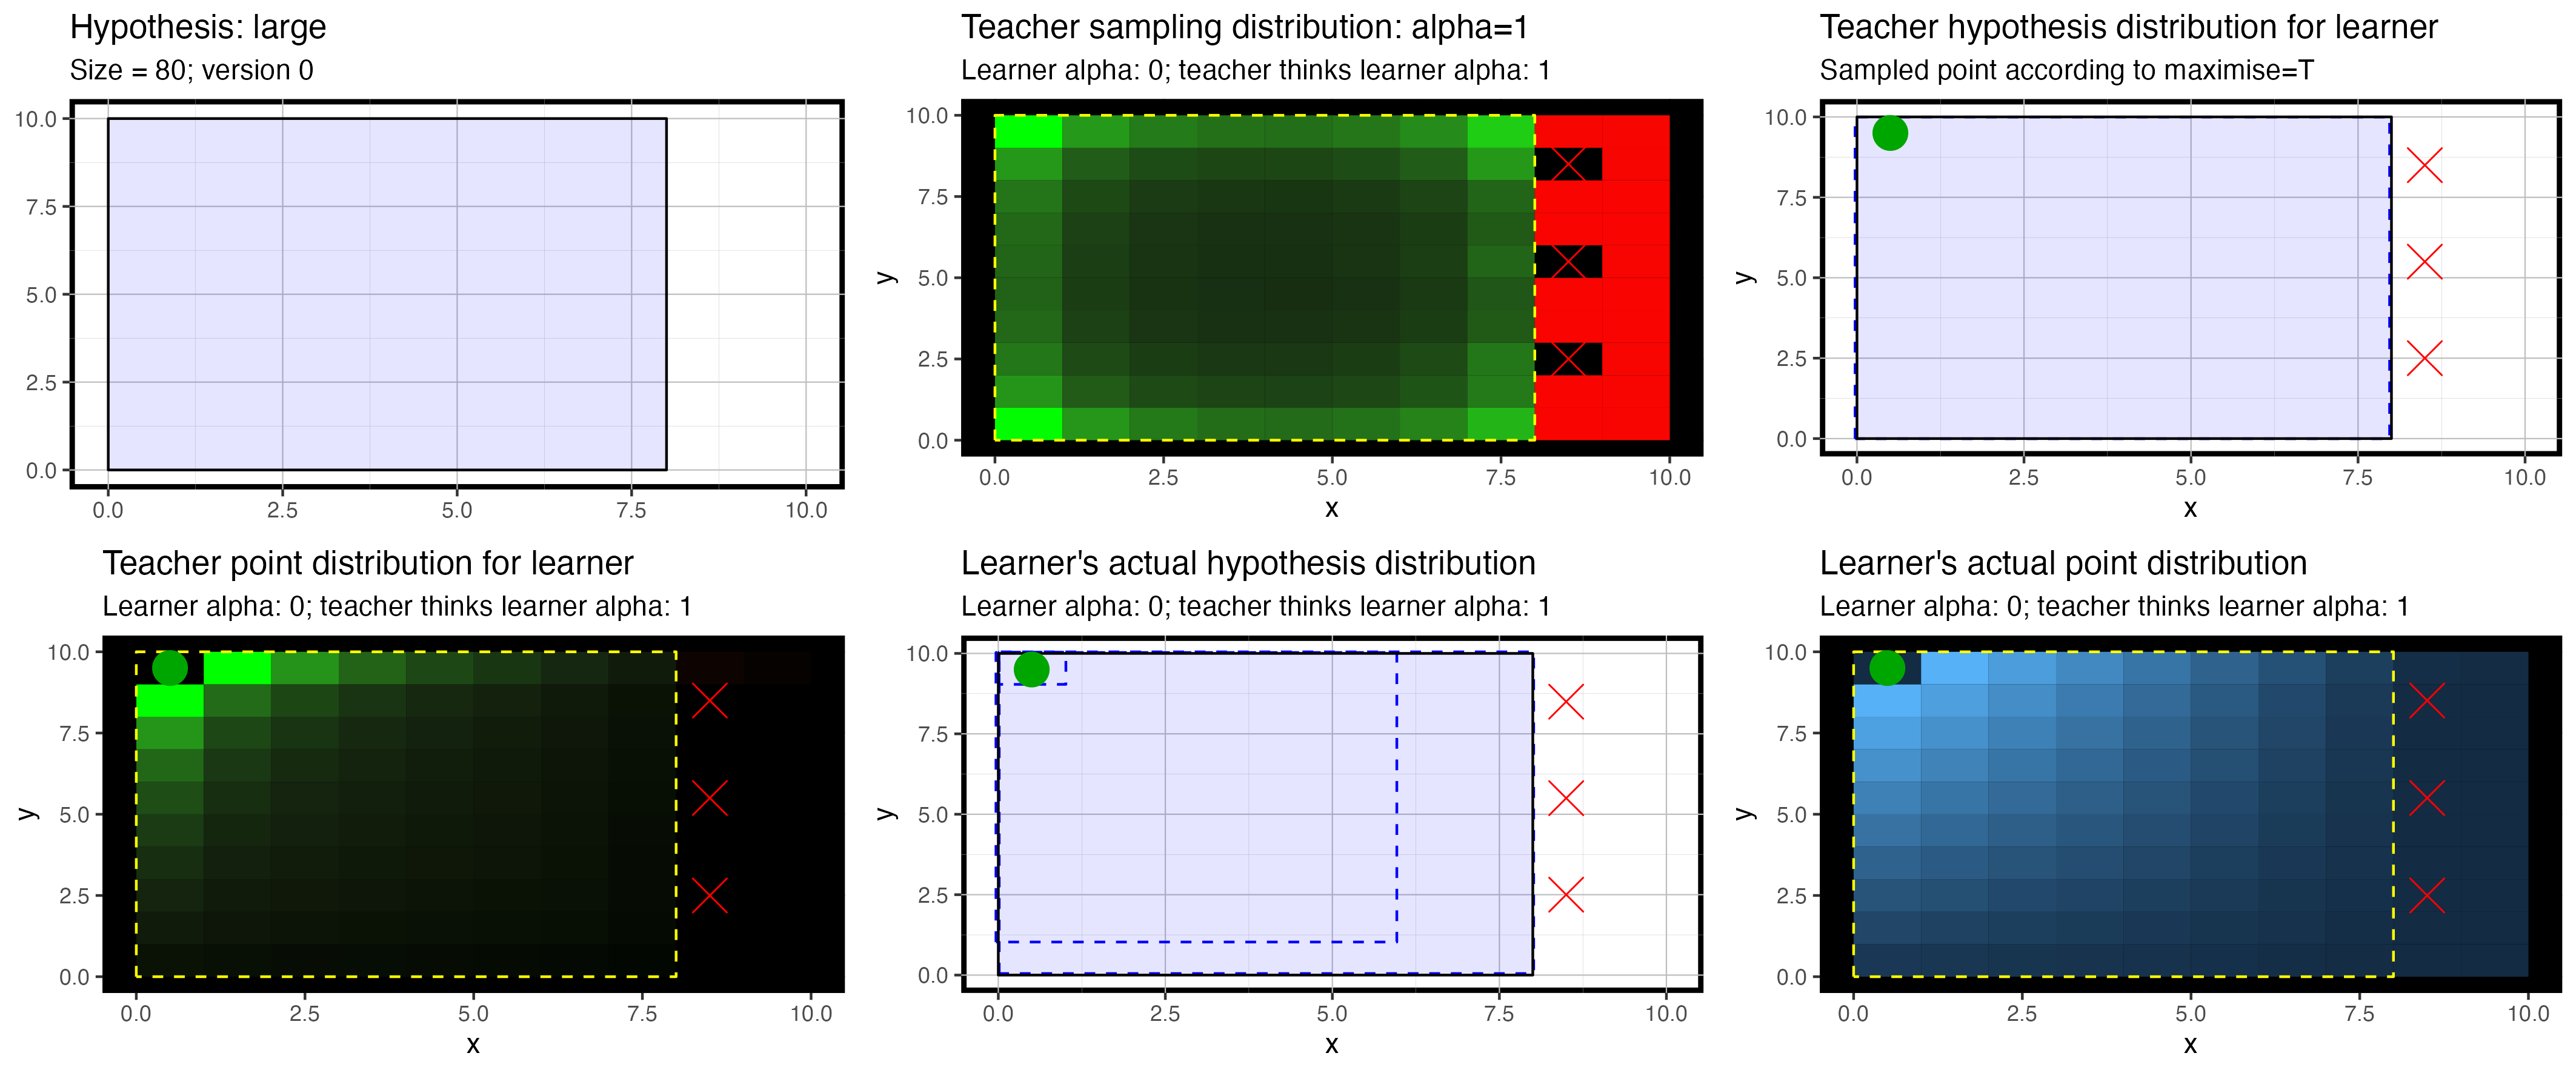 Hypothesis: large
Size = 80; version 0
10.0
7.5
5.0
2.5
0.0
0.0 2.5 5.0 7.5 10.0
Teacher sampling distribution: alpha=1
Learner alpha: 0; teacher thinks learner alpha: 1
10.0
7.5
y
5.0
2.5
0.0
0.0 2.5 5.0 7.5 10.0
x
Teacher hypothesis distribution for learner
Sampled point according to maximise=T
10.0
7.5
y
5.0
2.5
0.0
0.0 2.5 5.0 7.5 10.0
x
Teacher point distribution for learner
Learner alpha: 0; teacher thinks learner alpha: 1
10.0
7.5
y
5.0
2.5
0.0
0.0 2.5 5.0 7.5 10.0
x
Learner's actual hypothesis distribution
Learner alpha: 0; teacher thinks learner alpha: 1
10.0
7.5
y
5.0
2.5
0.0
0.0 2.5 5.0 7.5 10.0
x
Learner's actual point distribution
Learner alpha: 0; teacher thinks learner alpha: 1
10.0
7.5
y
5.0
2.5
0.0
0.0 2.5 5.0 7.5 10.0
x